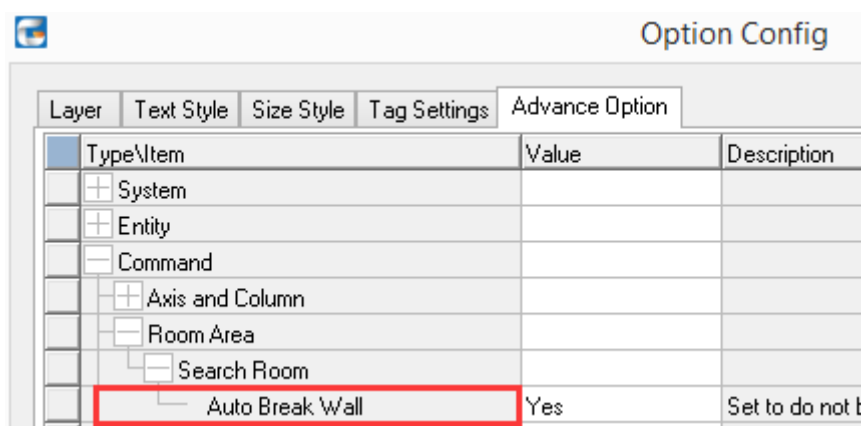 Option Config
Layer Text Style Size Style Tag Settings Advance Option
Type\Item Value Description
System
Entity
Command
Axis and Column
Room Area
Search Room
Auto Break Wall Yes Set to do not